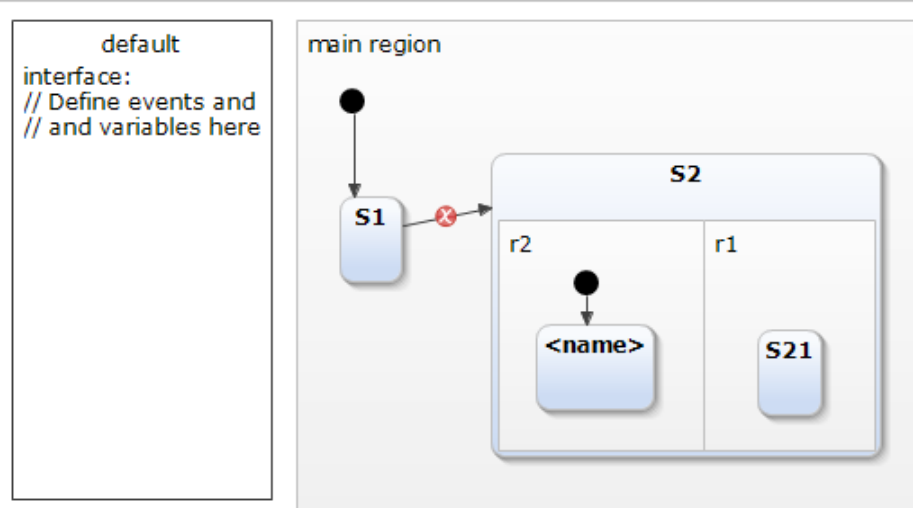 default
interface:
// Define events and
// and variables here
main region
S1
S2
r2
<name>
r1
S21